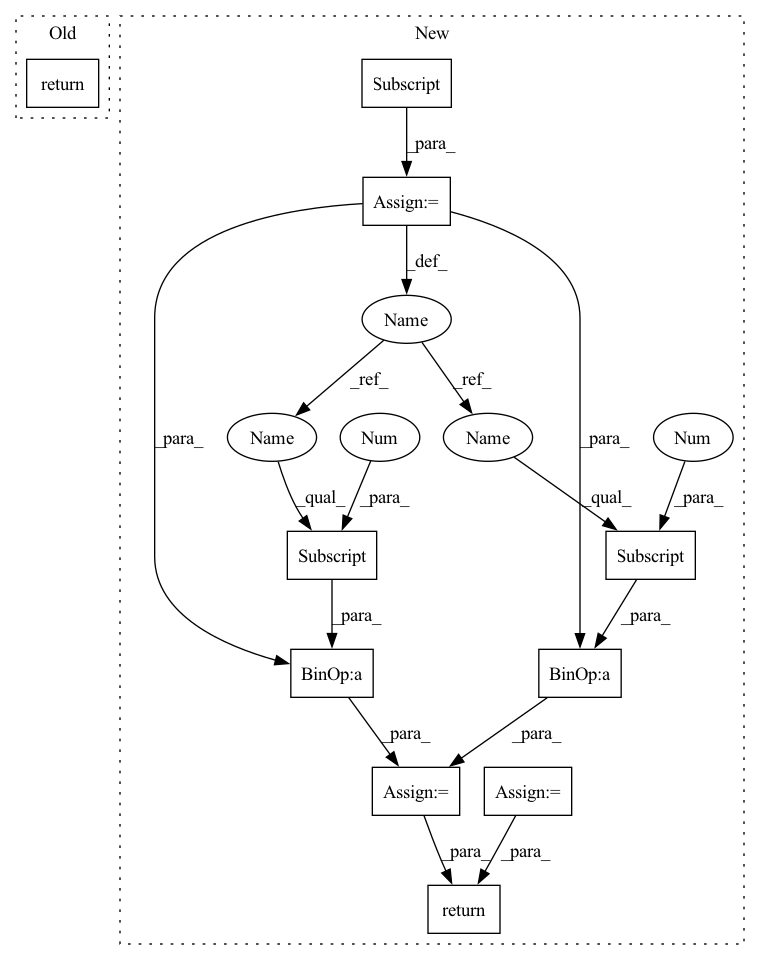 Old
New
return
Subscript
_para_
Assign:=
_def_
Name
_ref_
_ref_
_para_
Name
Num
Name
_para_
Num
_qual_
_para_
_qual_
_para_
Subscript
Subscript
_para_
_para_
BinOp:a
BinOp:a
_para_
_para_
Assign:=
Assign:=
_para_
_para_
return